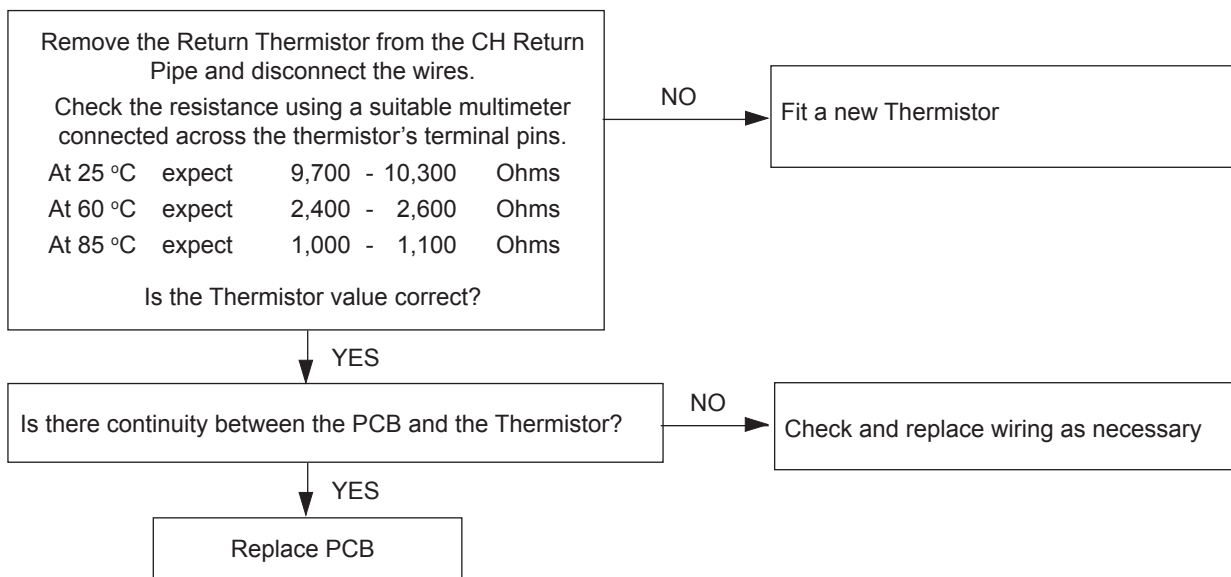 Remove the Return Thermistor from the CH Return
Pipe and disconnect the wires.
Check the resistance using a suitable multimeter
connected across the thermistor's terminal pins.
At 25 °C expect 9,700 - 10,300 Ohms
At 60 °C expect 2,400 - 2,600 Ohms
At 85 °C expect 1,000 - 1,100 Ohms
Is the Thermistor value correct?
NO
Fit a new Thermistor
YES
Is there continuity between the PCB and the Thermistor?
NO
Check and replace wiring as necessary
YES
Replace PCB